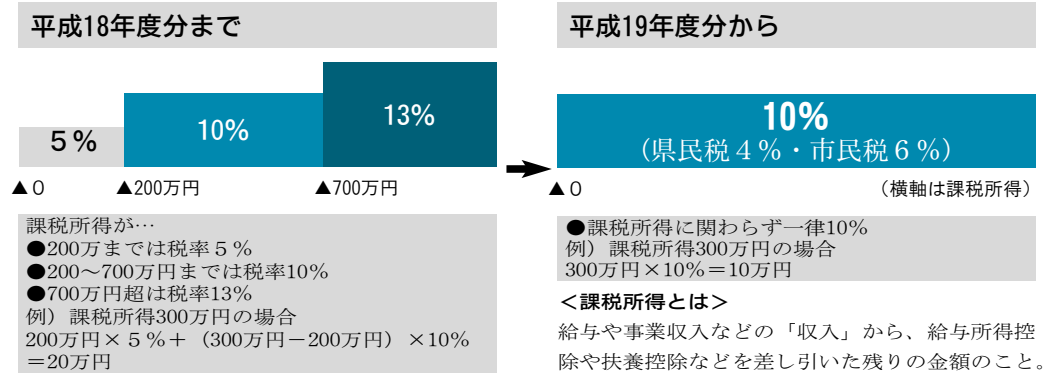 平成18年度分まで
5％
10%
13%
▲0
▲200万円
▲700万円
課税所得が…
●200万までは税率５％
●200～700万円までは税率10%
●700万円超は税率13%
例）課税所得300万円の場合
200万円×５％＋（300万円－200万円）×10%
＝20万円
平成19年度分から
10%
（県民税４％・市民税６％）
▲0
（横軸は課税所得）
●課税所得に関わらず一律10%
例）課税所得300万円の場合
300万円×10%＝10万円
＜課税所得とは＞
給与や事業収入などの「収入」から、給与所得控
除や扶養控除などを差し引いた残りの金額のこと。